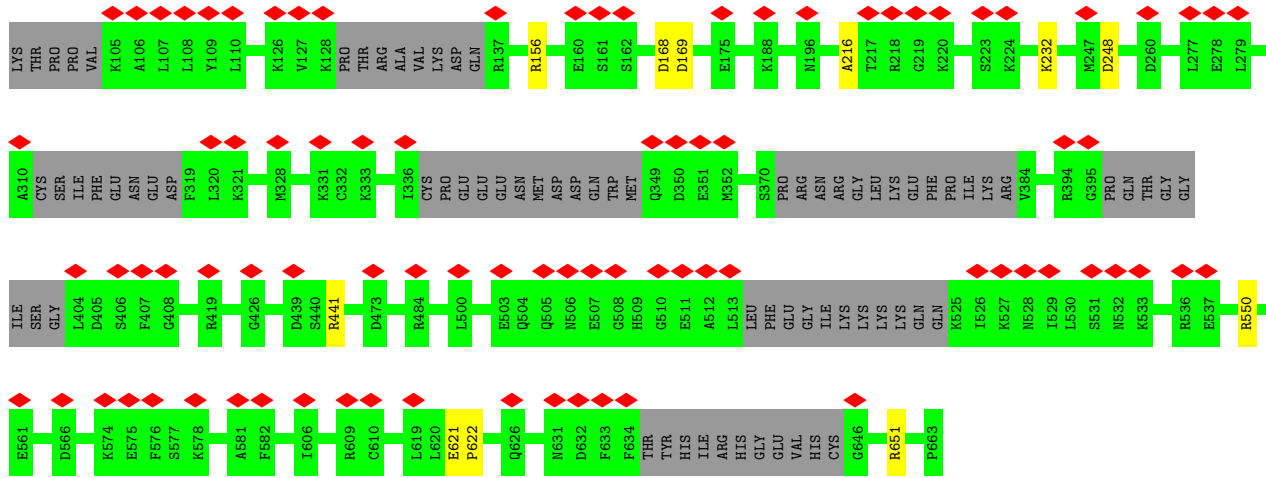 LYS THR PRO PRO VAL K105 A106 L107 L108 Y109 L110 K126 V127 K128 PRO THR ARG ALA VAL LYS ASP GLN R137 R156 E160 S161 S162 D168 D169 E175 K188 N196 A216 T217 R218 G219 K220 S223 K224 K232 M247 D248 D260 L277 E278 L279
A310 CYS SER ILE PHE GLU ASN GLU ASP F319 L320 K321 M328 K331 C332 K333 I336 CYS PRO GLU GLU GLU ASN MET ASP ASP GLN TRP MET Q349 D350 E351 M352 S370 PRO ARG ASN ARG GLY LEU LYS GLU PHE PRO ILE LYS ARG V384 R394 G395 PRO GLN THR GLY GLY
ILE SER GLY L404 D405 S406 F407 G408 R419 G426 D439 S440 R441 D473 R484 L500 E503 Q504 Q505 N506 E507 G508 H509 G510 E511 A512 L513 LEU PHE GLU GLY ILE LYS LYS LYS LYS GLN GLN K525 I526 K527 N528 I529 L530 S531 N532 K533 R536 E537 R550
E561 D566 K574 E575 F576 S577 K578 A581 F582 I606 R609 C610 L619 L620 E621 P622 Q626 N631 D632 F633 F634 THR TYR HIS ILE ARG HIS GLY GLU VAL HIS CYS G646 R651 P663